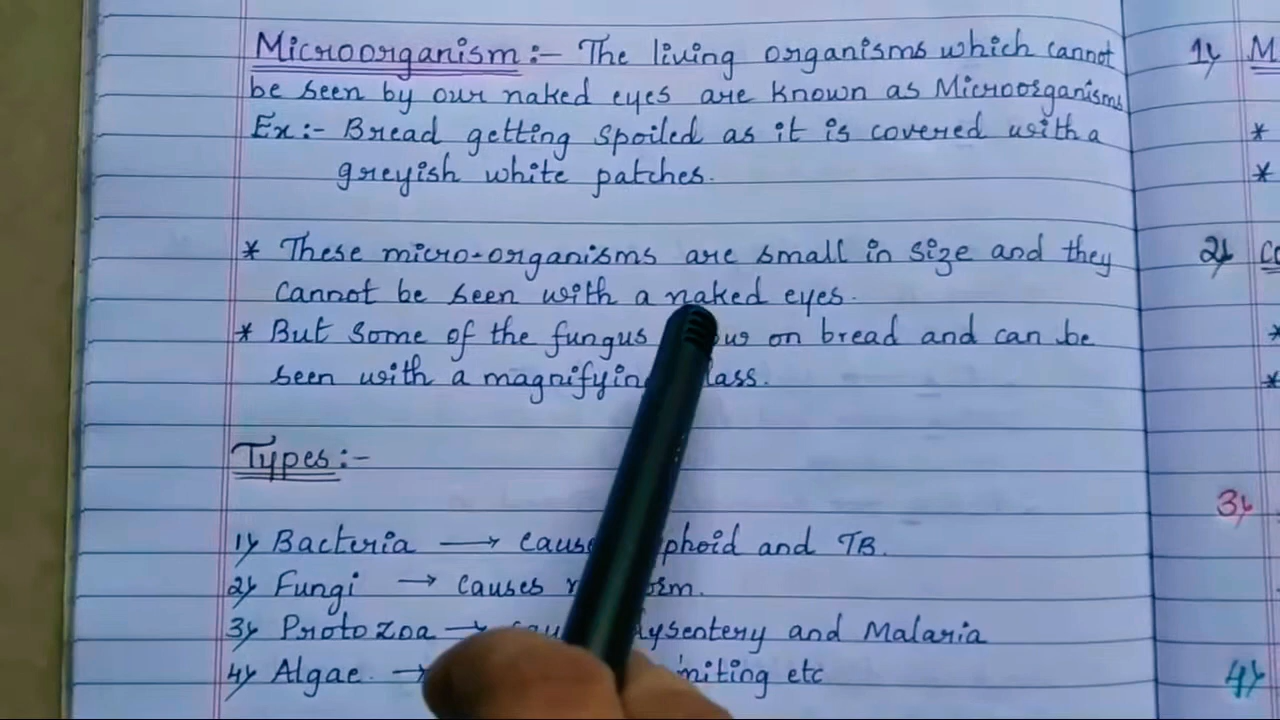 Microorganism :- The living organisms which cannot
be seen by our naked eyes are known as Microorganisms
Ex:- Bread getting spoiled as it is covered with a
greyish white patches.
* These micro-organisms are small in size and they
cannot be seen with a naked eyes.
* But some of the fungus on bread and can be
seen with a magnifying
Types :-
1) Bacteria → and TB.
2) Fungi → causes
3) Protozoa → and Malaria
4) Algae → etc
1) M
*
*
2) Co
*
*
3)
4)